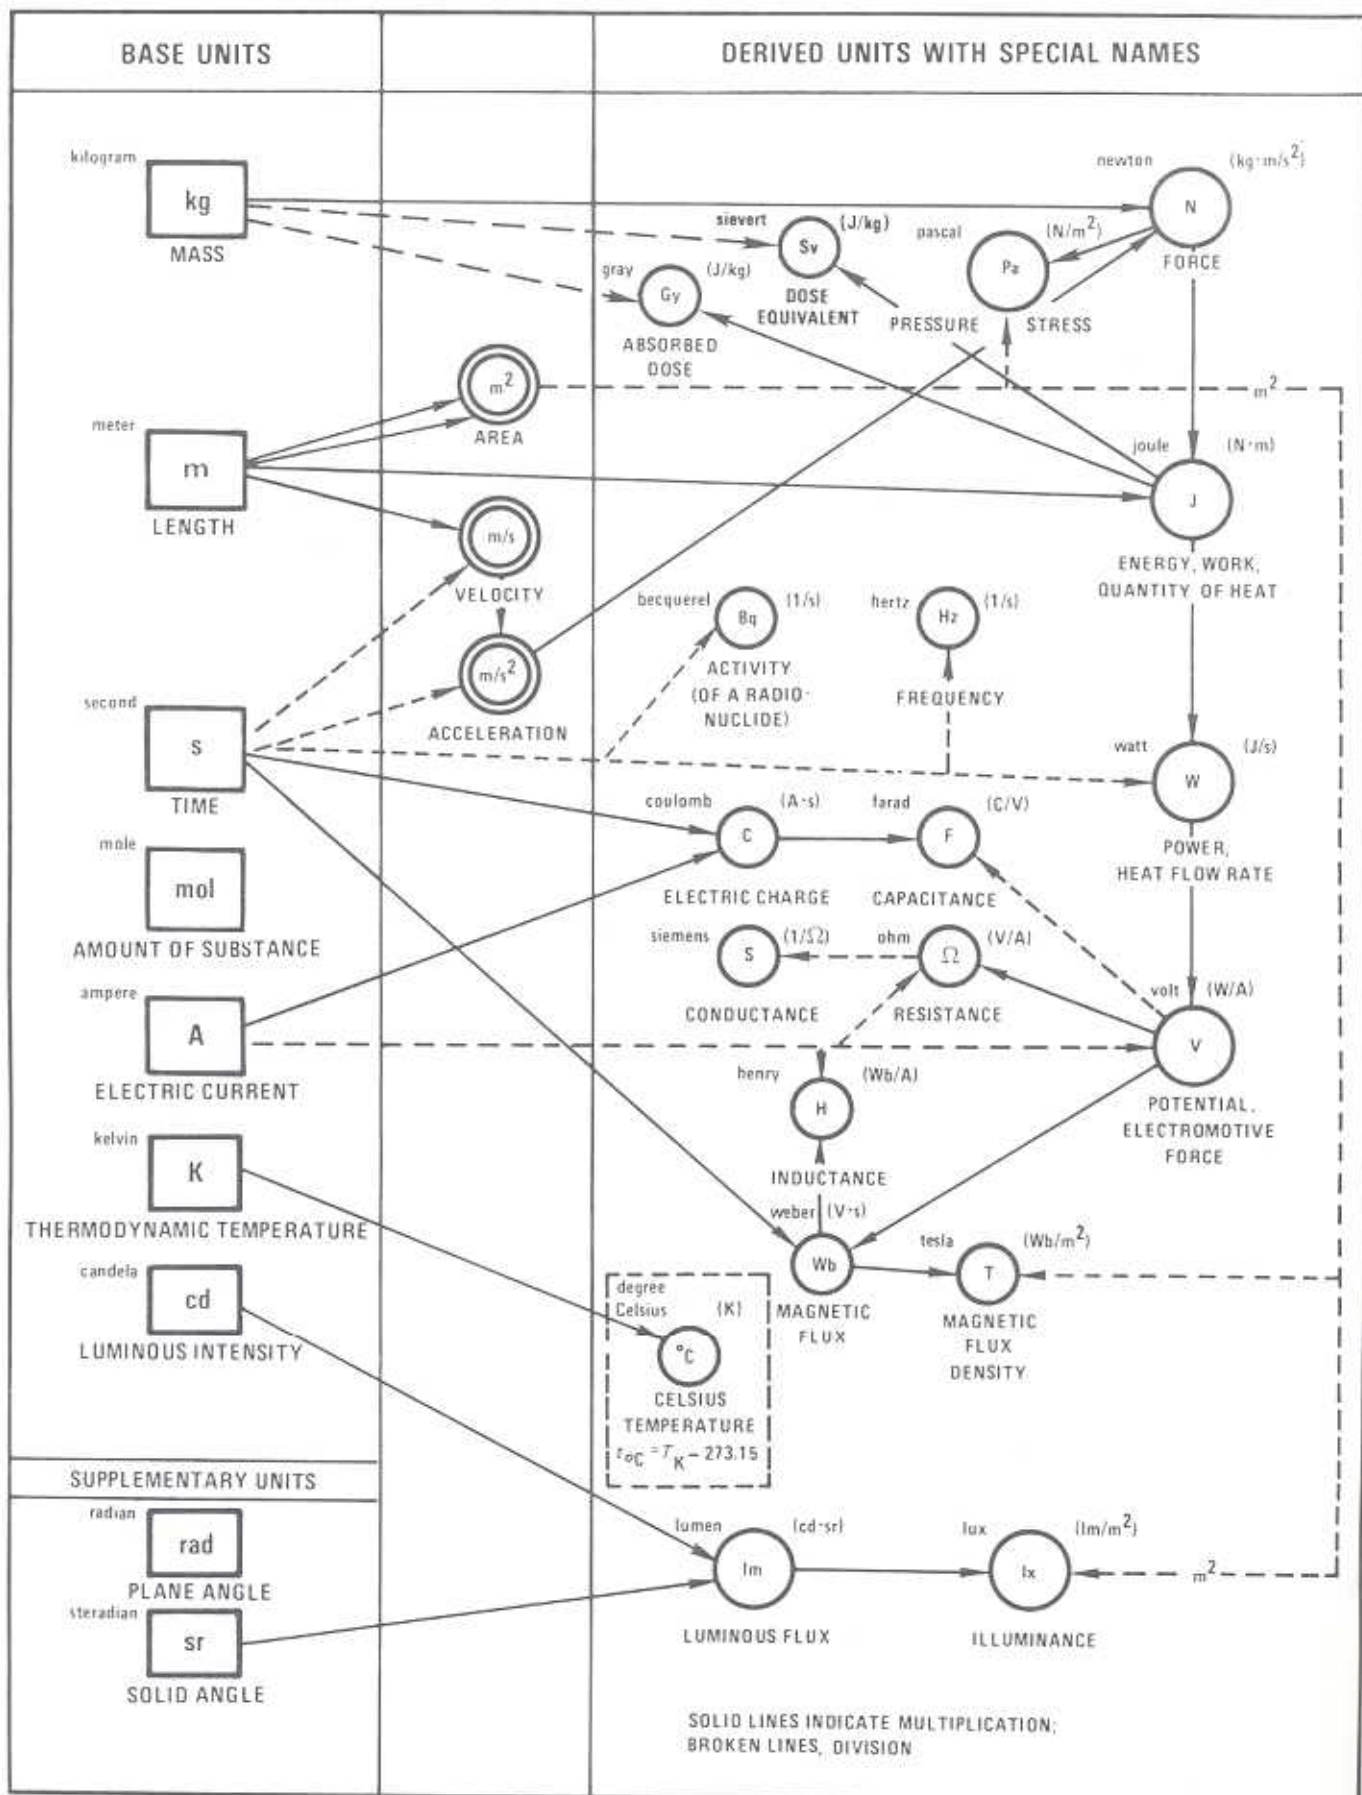 BASE UNITS
DERIVED UNITS WITH SPECIAL NAMES
kilogram
kg
MASS
newton
(kg·m/s²)
N
FORCE
sievert
(J/kg)
Sv
DOSE
EQUIVALENT
pascal
(N/m²)
Pa
PRESSURE
STRESS
gray
(J/kg)
Gy
ABSORBED
DOSE
m²
AREA
m²
meter
m
LENGTH
joule
(N·m)
J
ENERGY, WORK,
QUANTITY OF HEAT
m/s
VELOCITY
becquerel
(1/s)
Bq
ACTIVITY
(OF A RADIO-
NUCLIDE)
hertz
(1/s)
Hz
FREQUENCY
m/s²
ACCELERATION
second
s
TIME
watt
(J/s)
W
POWER,
HEAT FLOW RATE
coulomb
(A·s)
C
ELECTRIC CHARGE
farad
(C/V)
F
CAPACITANCE
mole
mol
AMOUNT OF SUBSTANCE
siemens
(1/Ω)
S
CONDUCTANCE
ohm
(V/A)
Ω
RESISTANCE
volt
(W/A)
V
POTENTIAL,
ELECTROMOTIVE
FORCE
ampere
A
ELECTRIC CURRENT
henry
(Wb/A)
H
INDUCTANCE
kelvin
K
THERMODYNAMIC TEMPERATURE
weber
(V·s)
Wb
MAGNETIC
FLUX
tesla
(Wb/m²)
T
MAGNETIC
FLUX
DENSITY
candela
cd
LUMINOUS INTENSITY
degree
Celsius
(K)
°C
CELSIUS
TEMPERATURE
t°C = TK – 273.15
SUPPLEMENTARY UNITS
radian
rad
PLANE ANGLE
steradian
sr
SOLID ANGLE
lumen
(cd·sr)
lm
LUMINOUS FLUX
lux
(lm/m²)
lx
ILLUMINANCE
m²
SOLID LINES INDICATE MULTIPLICATION;
BROKEN LINES, DIVISION